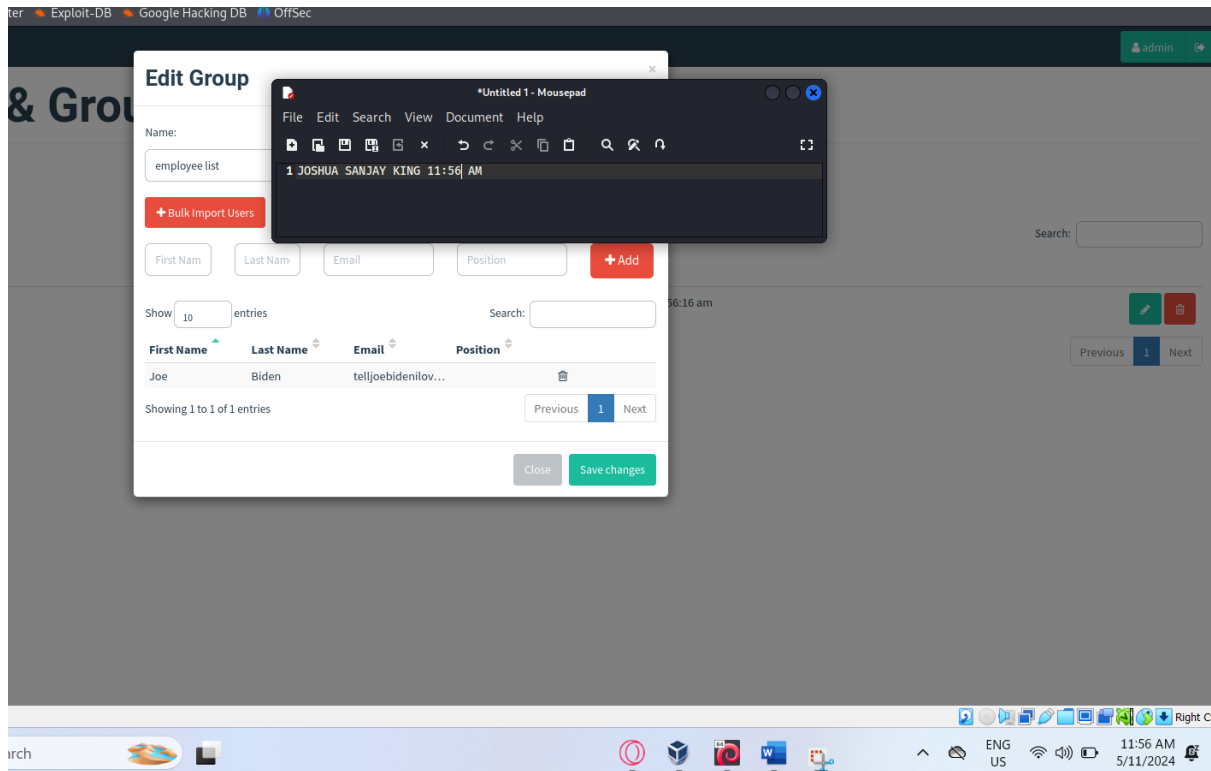 ter Exploit-DB Google Hacking DB OffSec
admin
& Grou
Edit Group ×
*Untitled 1 - Mousepad
File Edit Search View Document Help
1 JOSHUA SANJAY KING 11:56 AM
Name:
employee list
+ Bulk Import Users
First Nam Last Nam Email Position + Add
Search:
Show 10 entries Search:
56:16 am
First Name Last Name Email Position
Joe Biden telljoebidenilov...
Showing 1 to 1 of 1 entries
Previous 1 Next
Previous 1 Next
Close Save changes
Right C
arch
64
W
ENG
US
11:56 AM
5/11/2024